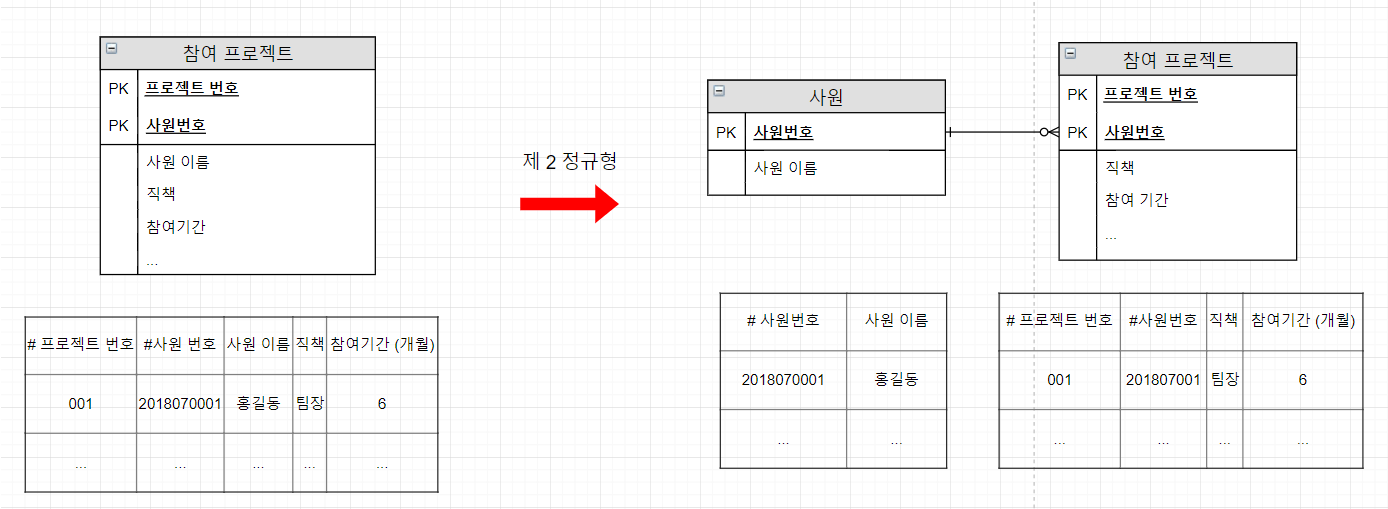 참여 프로젝트
PK 프로젝트 번호
PK 사원번호
사원 이름
직책
참여기간
...
# 프로젝트 번호 #사원 번호 사원 이름 직책 참여기간 (개월)
001 2018070001 홍길동 팀장 6
... ... ... ... ...
제 2 정규형
사원
PK 사원번호
사원 이름
참여 프로젝트
PK 프로젝트 번호
PK 사원번호
직책
참여 기간
...
# 사원번호 사원 이름
2018070001 홍길동
... ...
# 프로젝트 번호 #사원번호 직책 참여기간 (개월)
001 201807001 팀장 6
... ... ... ...